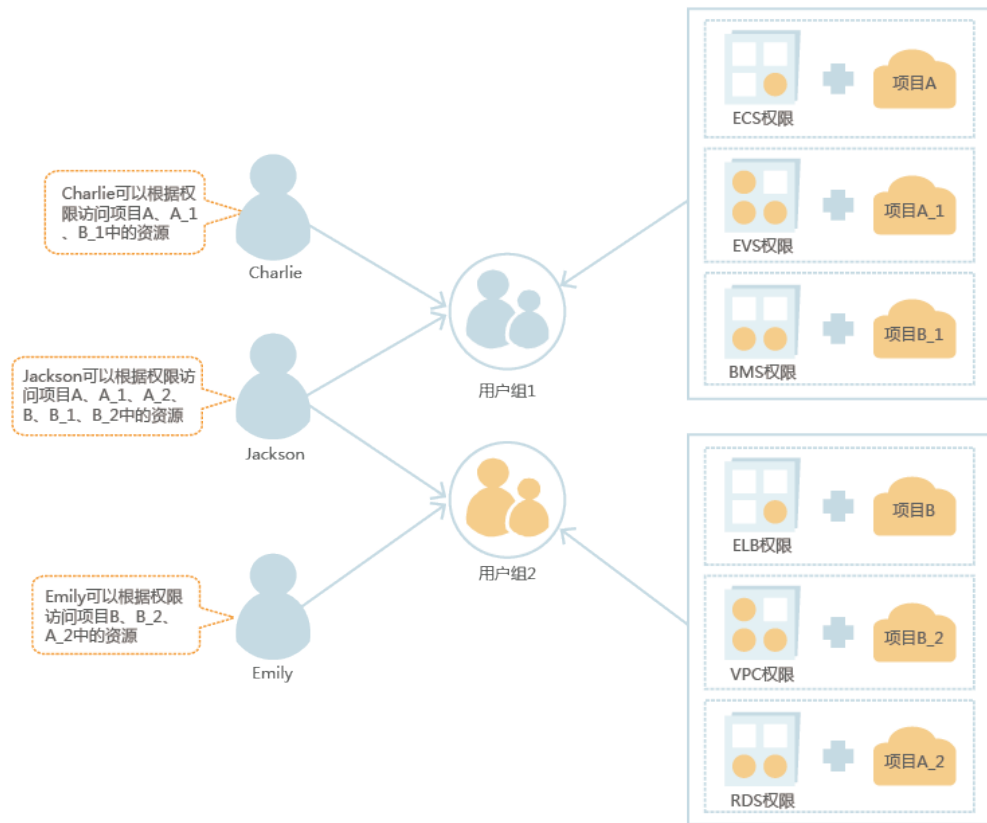 ECS权限
项目A
EVS权限
项目A_1
BMS权限
项目B_1
Charlie可以根据权
限访问项目A、A_1
、B_1中的资源
Charlie
用户组1
Jackson可以根据权限访
问项目A、A_1、A_2、
B、B_1、B_2中的资源
Jackson
用户组2
Emily可以根据权限
访问项目B、B_2、
A_2中的资源
Emily
ELB权限
项目B
VPC权限
项目B_2
RDS权限
项目A_2